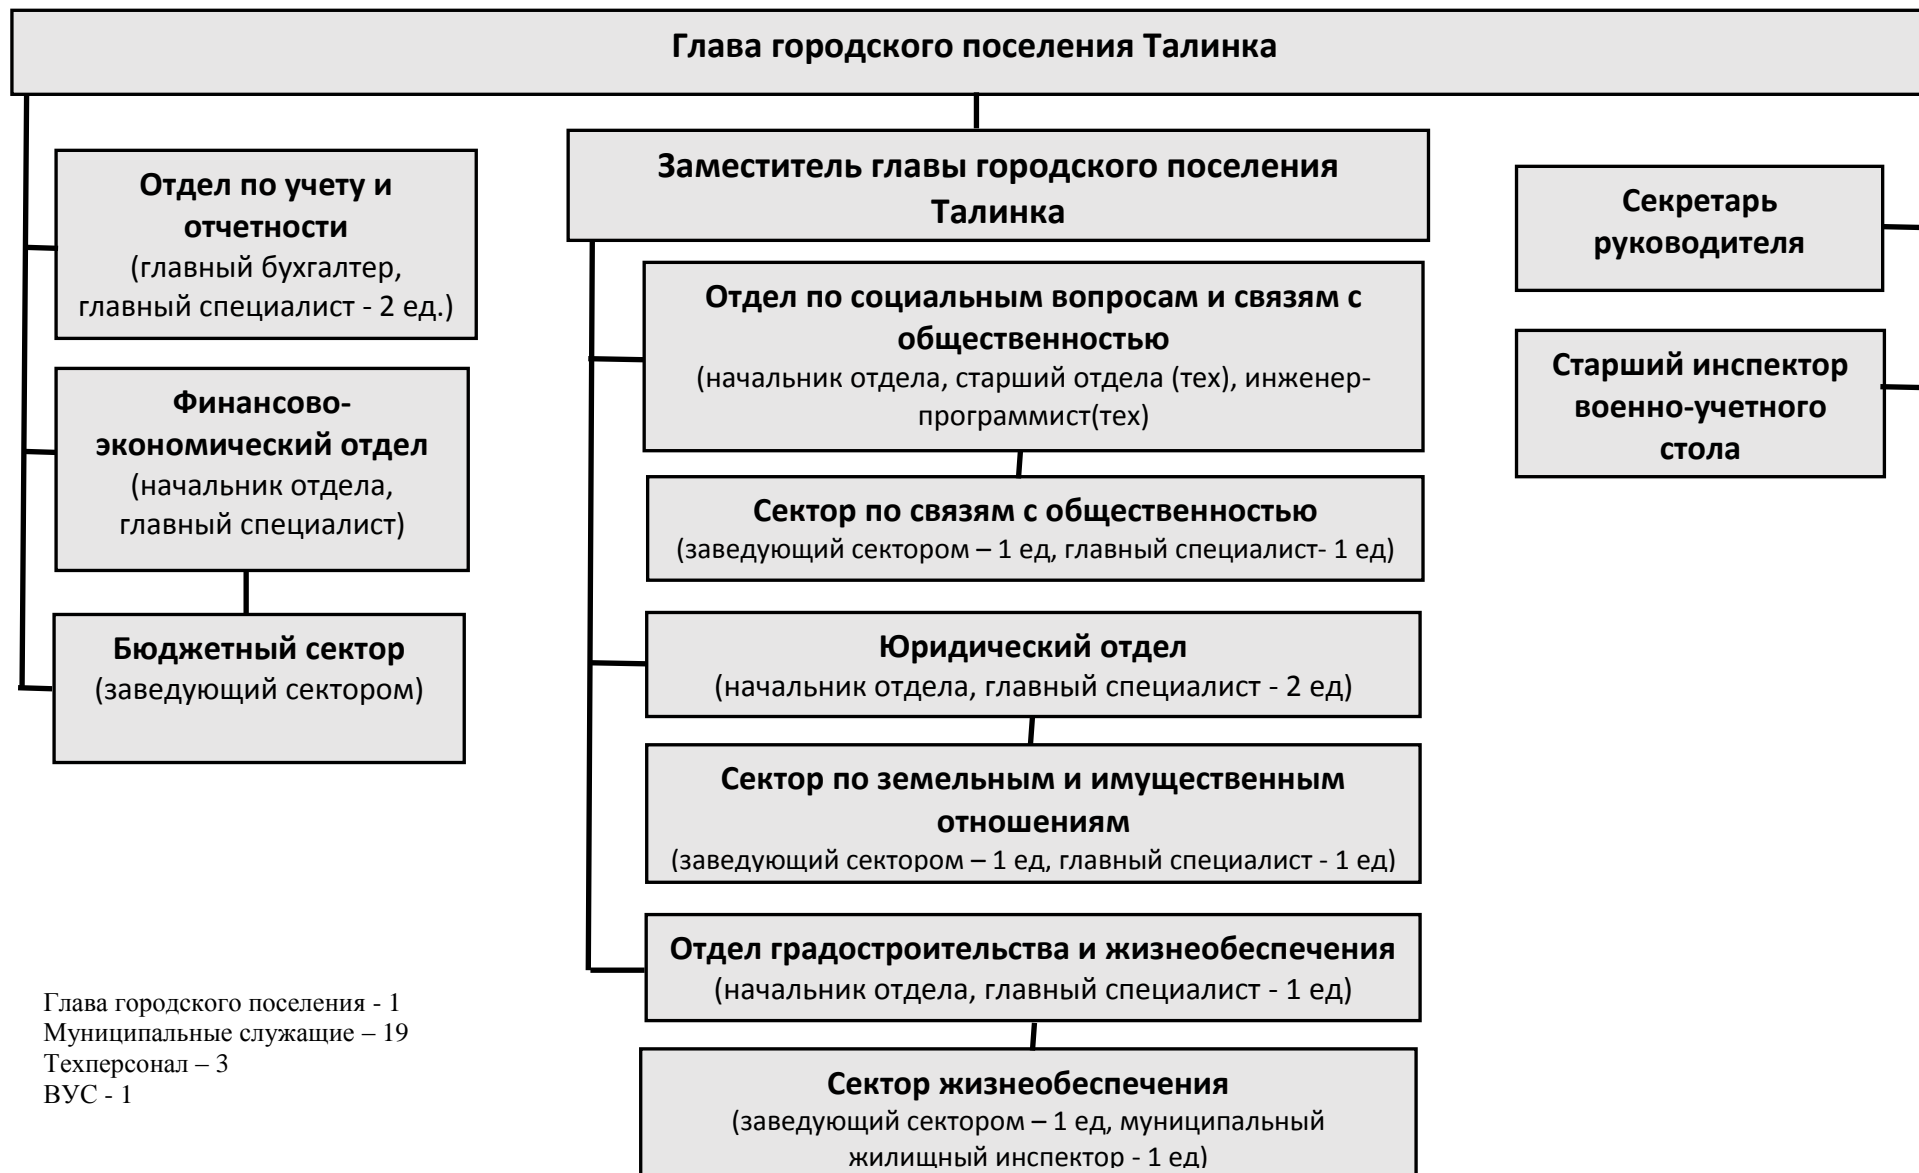 Глава городского поселения Талинка
Отдел по учету и
отчетности
(главный бухгалтер,
главный специалист - 2 ед.)
Финансово-
экономический отдел
(начальник отдела,
главный специалист)
Бюджетный сектор
(заведующий сектором)
Заместитель главы городского поселения
Талинка
Отдел по социальным вопросам и связям с
общественностью
(начальник отдела, старший отдела (тех), инженер-
программист(тех)
Сектор по связям с общественностью
(заведующий сектором – 1 ед, главный специалист- 1 ед)
Юридический отдел
(начальник отдела, главный специалист - 2 ед)
Сектор по земельным и имущественным
отношениям
(заведующий сектором – 1 ед, главный специалист - 1 ед)
Отдел градостроительства и жизнеобеспечения
(начальник отдела, главный специалист - 1 ед)
Сектор жизнеобеспечения
(заведующий сектором – 1 ед, муниципальный
жилищный инспектор - 1 ед)
Секретарь
руководителя
Старший инспектор
военно-учетного
стола
Глава городского поселения - 1
Муниципальные служащие – 19
Техперсонал – 3
ВУС - 1